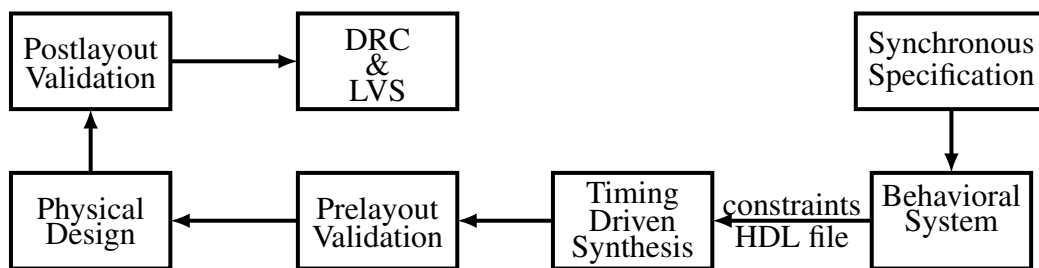 Postlayout
Validation
DRC
&
LVS
Synchronous
Specification
Physical
Design
Prelayout
Validation
Timing
Driven
Synthesis
constraints
HDL file
Behavioral
System